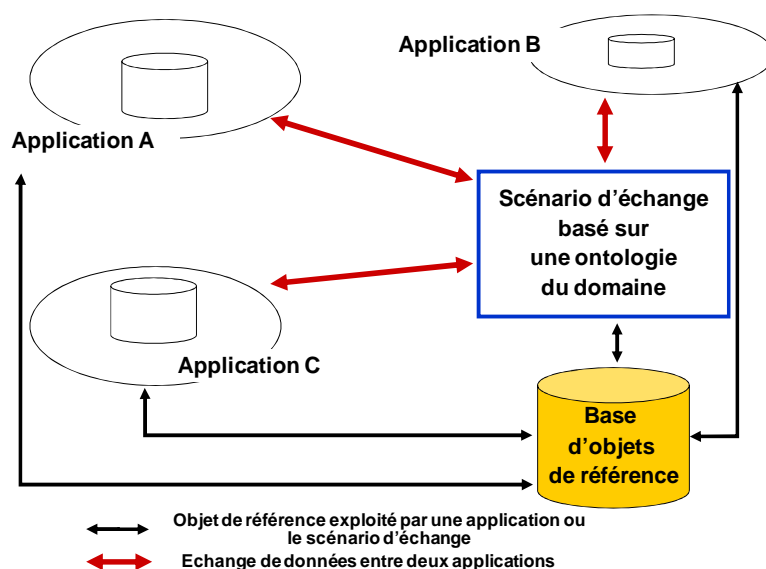 Application B
Application A
Scénario d'échange
basé sur
une ontologie
du domaine
Application C
Base
d'objets
de référence
Objet de référence exploité par une application ou
le scénario d'échange
Echange de données entre deux applications